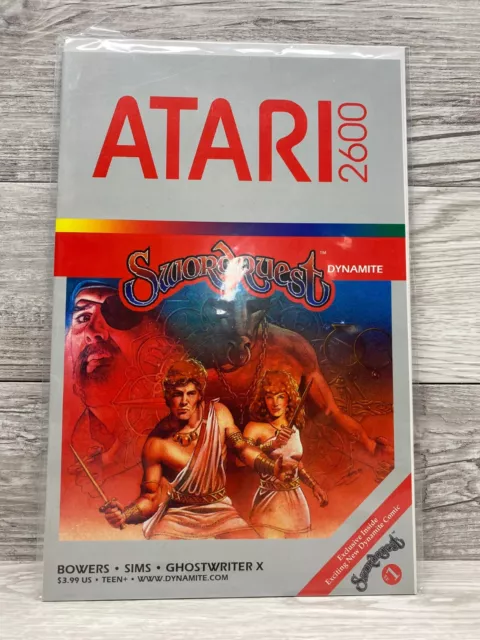 ATARI 2600
SwordQuest™
DYNAMITE
Exclusive Inside
Exciting New Dynamite Comic
SwordQuest
#1
BOWERS • SIMS • GHOSTWRITER X
$3.99 US • TEEN+ • WWW.DYNAMITE.COM